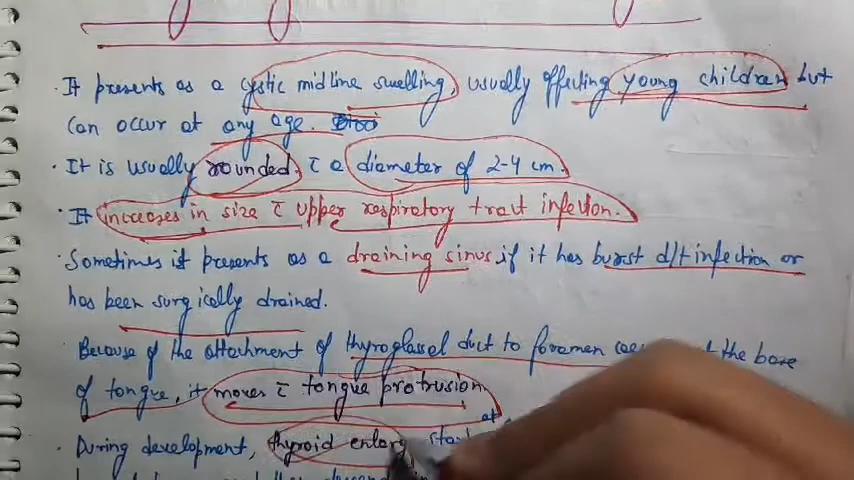 · It presents as a cystic midline swelling, usually affecting young children but
can occur at any age.
· It is usually rounded c̄ a diameter of 2-4 cm.
· It increases in size c̄ upper respiratory tract infection.
· Sometimes it presents as a draining sinus if it has burst d/t infection or
has been surgically drained.
Because of the attachment of thyroglassal duct to foramen at the base
of tongue, it moves c̄ tongue protrusion
· During development, thyroid at